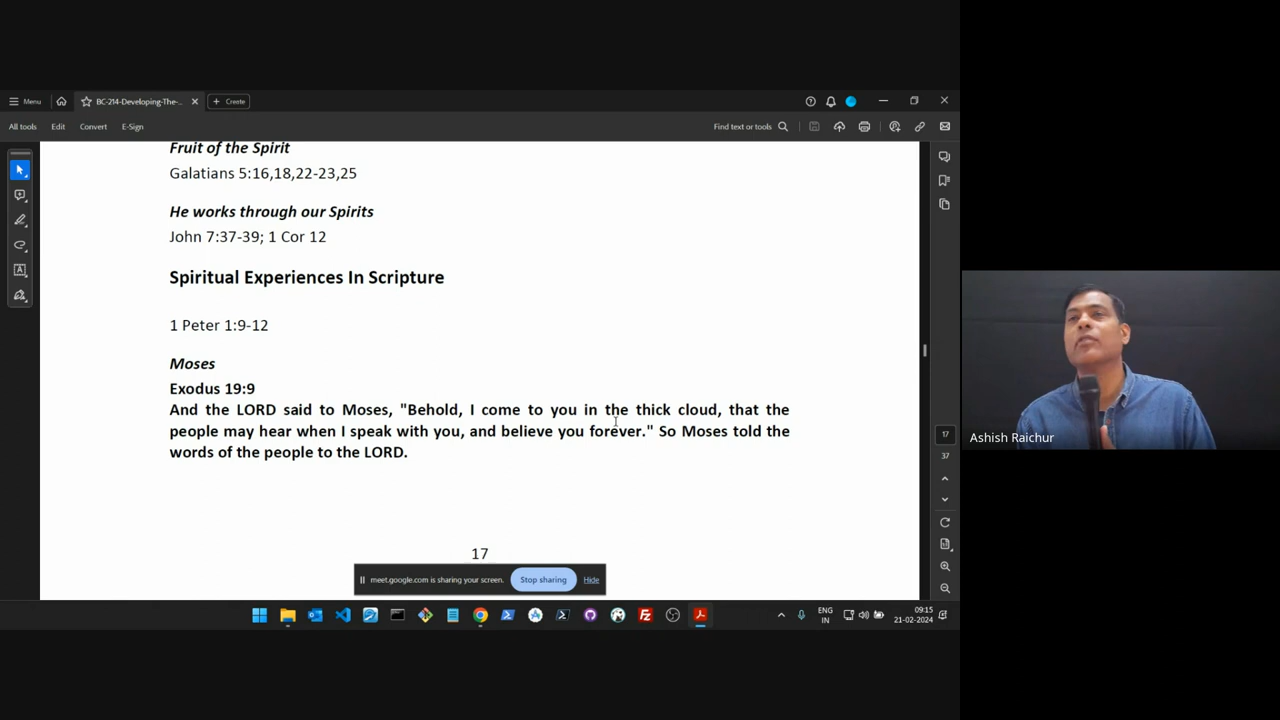 Menu
BC-214-Developing-The-...
Create
All tools
Edit
Convert
E-Sign
Find text or tools
Fruit of the Spirit
Galatians 5:16,18,22-23,25
He works through our Spirits
John 7:37-39; 1 Cor 12
Spiritual Experiences In Scripture
1 Peter 1:9-12
Moses
Exodus 19:9
And the LORD said to Moses, "Behold, I come to you in the thick cloud, that the
people may hear when I speak with you, and believe you forever." So Moses told the
words of the people to the LORD.
17
17
37
Ashish Raichur
meet.google.com is sharing your screen.
Stop sharing
Hide
ENG
IN
09:15
21-02-2024